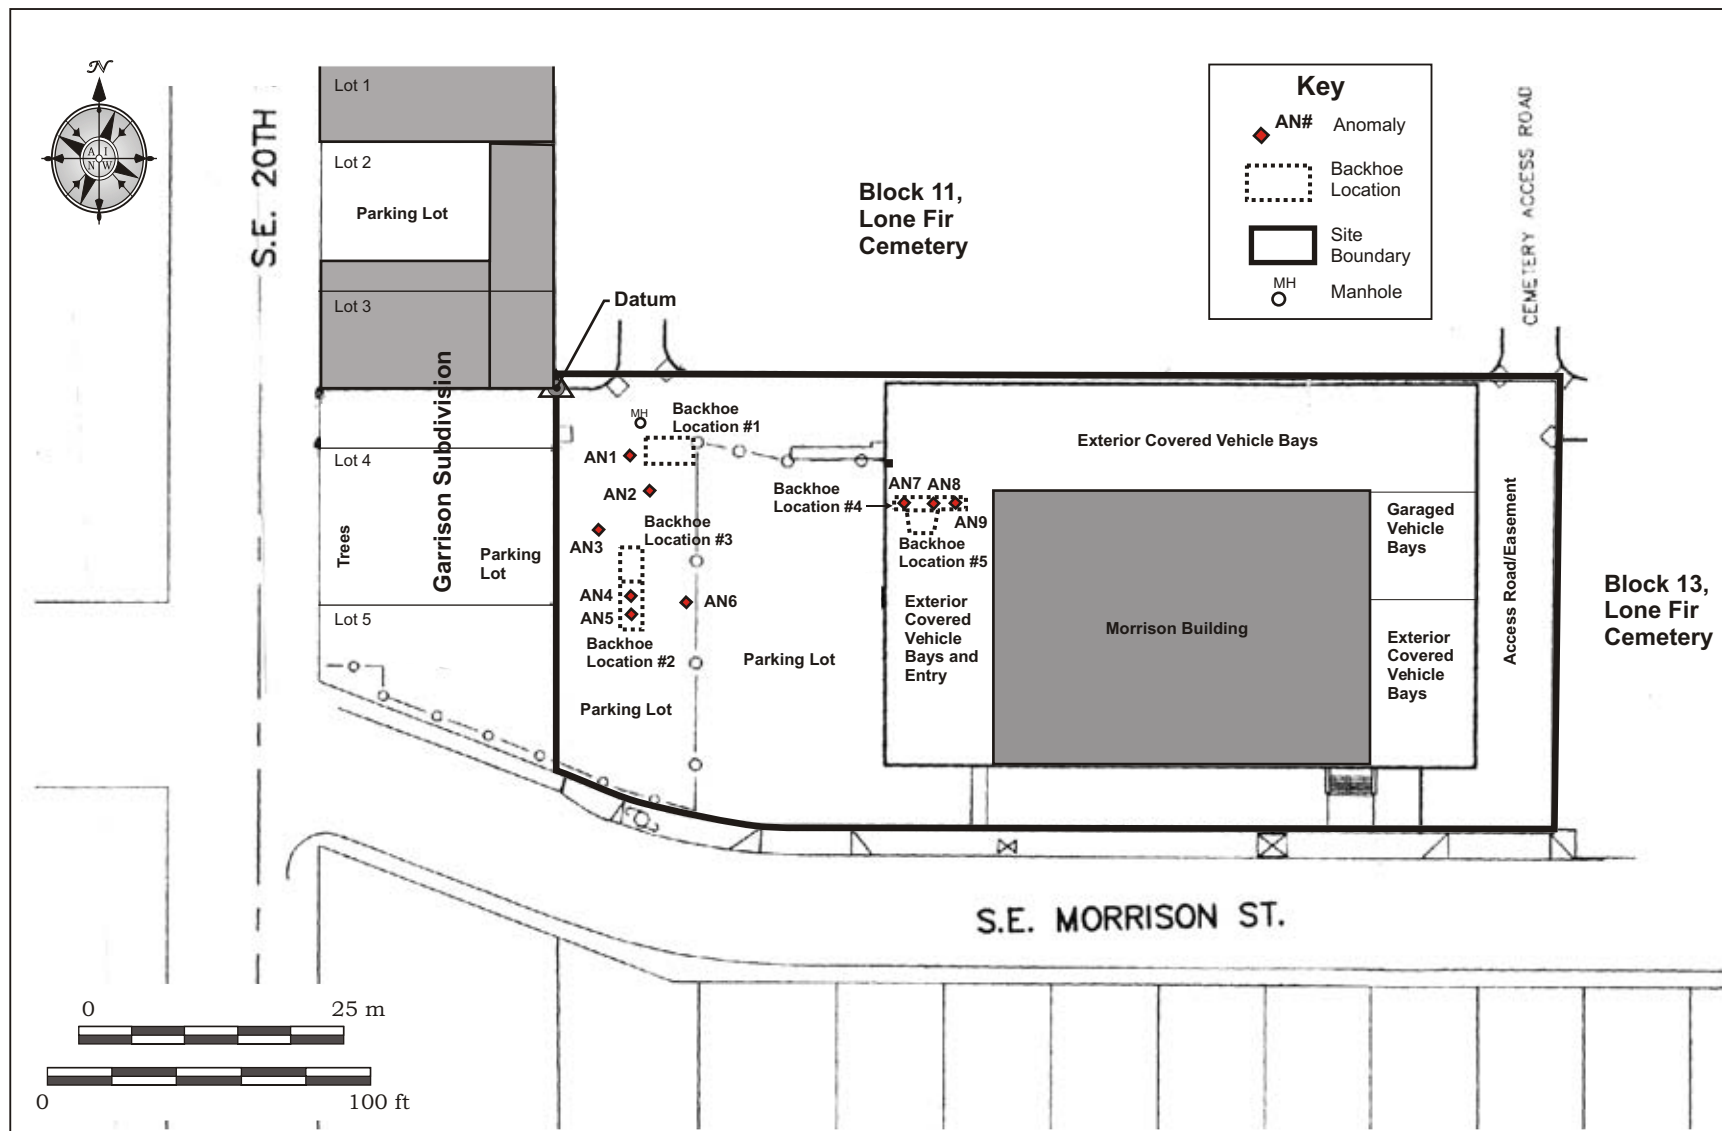 N
A I
N W
S.E. 20TH
Lot 1
Lot 2
Parking Lot
Lot 3
Garrison Subdivision
Lot 4
Trees
Parking
Lot
Lot 5
Block 11,
Lone Fir
Cemetery
Key
AN# Anomaly
Backhoe
Location
Site
Boundary
MH
Manhole
CEMETERY ACCESS ROAD
Datum
MH
Backhoe
Location #1
AN1
AN2
Backhoe
Location #3
AN3
AN4
AN5
AN6
Backhoe
Location #2
Parking Lot
Parking Lot
Backhoe
Location #4
AN7
AN8
AN9
Backhoe
Location #5
Exterior
Covered
Vehicle
Bays and
Entry
Exterior Covered Vehicle Bays
Morrison Building
Garaged
Vehicle
Bays
Exterior
Covered
Vehicle
Bays
Access Road/Easement
Block 13,
Lone Fir
Cemetery
S.E. MORRISON ST.
0 25 m
0 100 ft